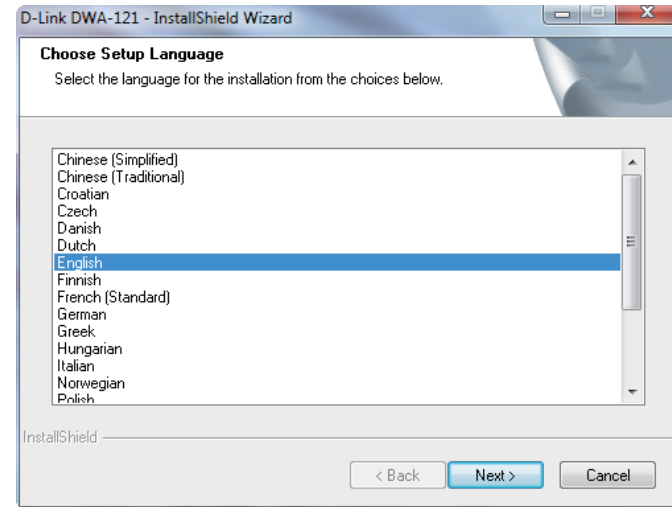 D-Link DWA-121 - InstallShield Wizard
Choose Setup Language
Select the language for the installation from the choices below.
Chinese (Simplified)
Chinese (Traditional)
Croatian
Czech
Danish
Dutch
English
Finnish
French (Standard)
German
Greek
Hungarian
Italian
Norwegian
Polish
InstallShield
< Back Next > Cancel